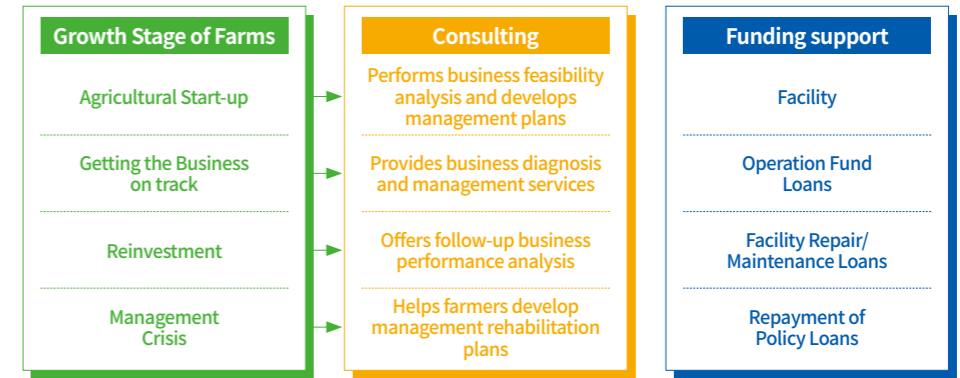 Growth Stage of Farms
Agricultural Start-up
Getting the Business
on track
Reinvestment
Management
Crisis
Consulting
Performs business feasibility
analysis and develops
management plans
Provides business diagnosis
and management services
Offers follow-up business
performance analysis
Helps farmers develop
management rehabilitation
plans
Funding support
Facility
Operation Fund
Loans
Facility Repair/
Maintenance Loans
Repayment of
Policy Loans